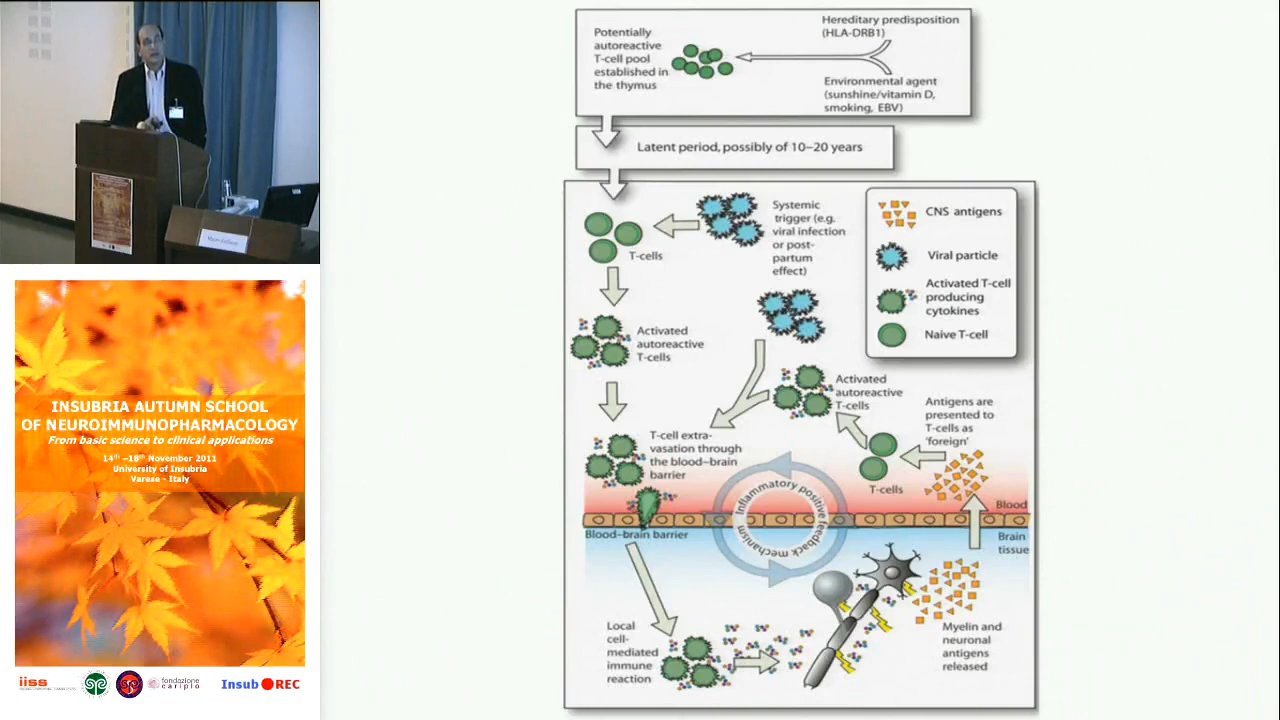 Potentially
autoreactive
T-cell pool
established in
the thymus
Hereditary predisposition
(HLA-DRB1)
Environmental agent
(sunshine/vitamin D,
smoking, EBV)
Latent period, possibly of 10–20 years
T-cells
Systemic
trigger (e.g.
viral infection
or post-
partum
effect)
CNS antigens
Viral particle
Activated T-cell
producing
cytokines
Naive T-cell
Activated
autoreactive
T-cells
Activated
autoreactive
T-cells
Antigens are
presented to
T-cells as
'foreign'
T-cell extra-
vasation through
the blood–brain
barrier
T-cells
Inflammatory positive feedback mechanism
Blood
Blood–brain barrier
Brain
tissue
Local
cell-
mediated
immune
reaction
Myelin and
neuronal
antigens
released
INSUBRIA AUTUMN SCHOOL
OF NEUROIMMUNOPHARMACOLOGY
From basic science to clinical applications
14th –18th November 2011
University of Insubria
Varese - Italy
iiss
fondazione
cariplo
Insub REC